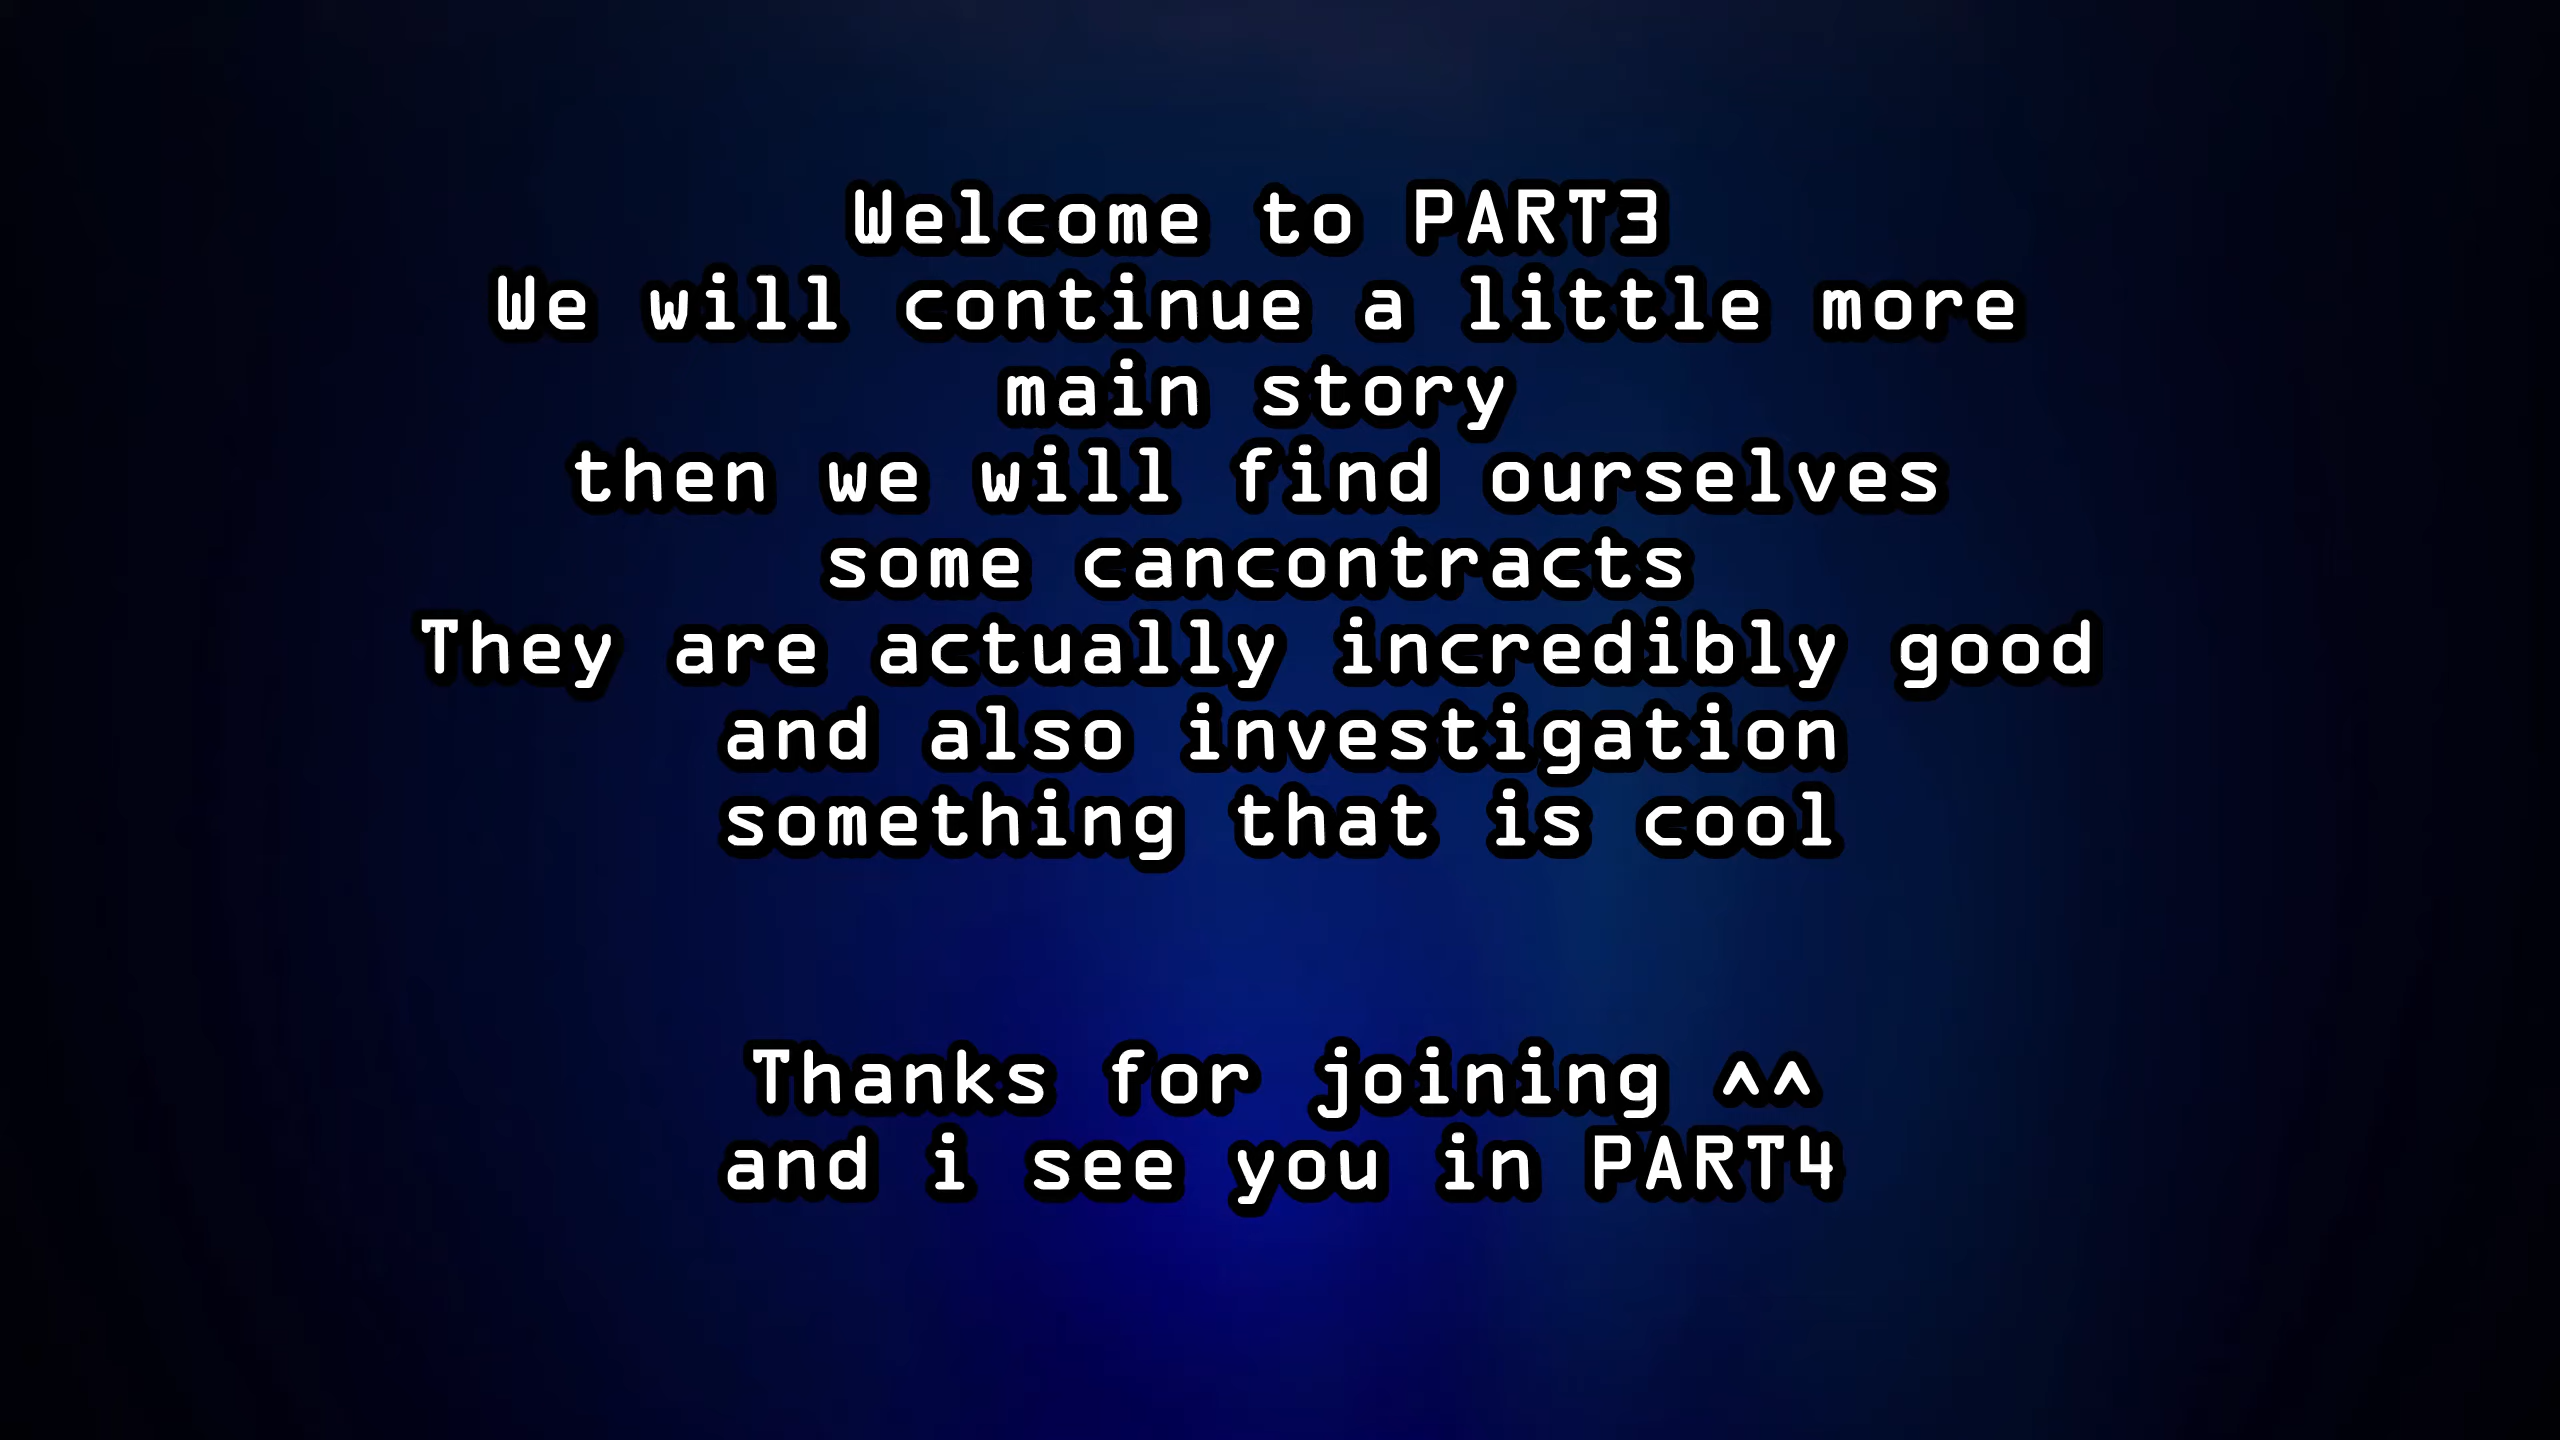 Welcome to PART3
We will continue a little more
main story
then we will find ourselves
some cancontracts
They are actually incredibly good
and also investigation
something that is cool
Thanks for joining ^^
and i see you in PART4